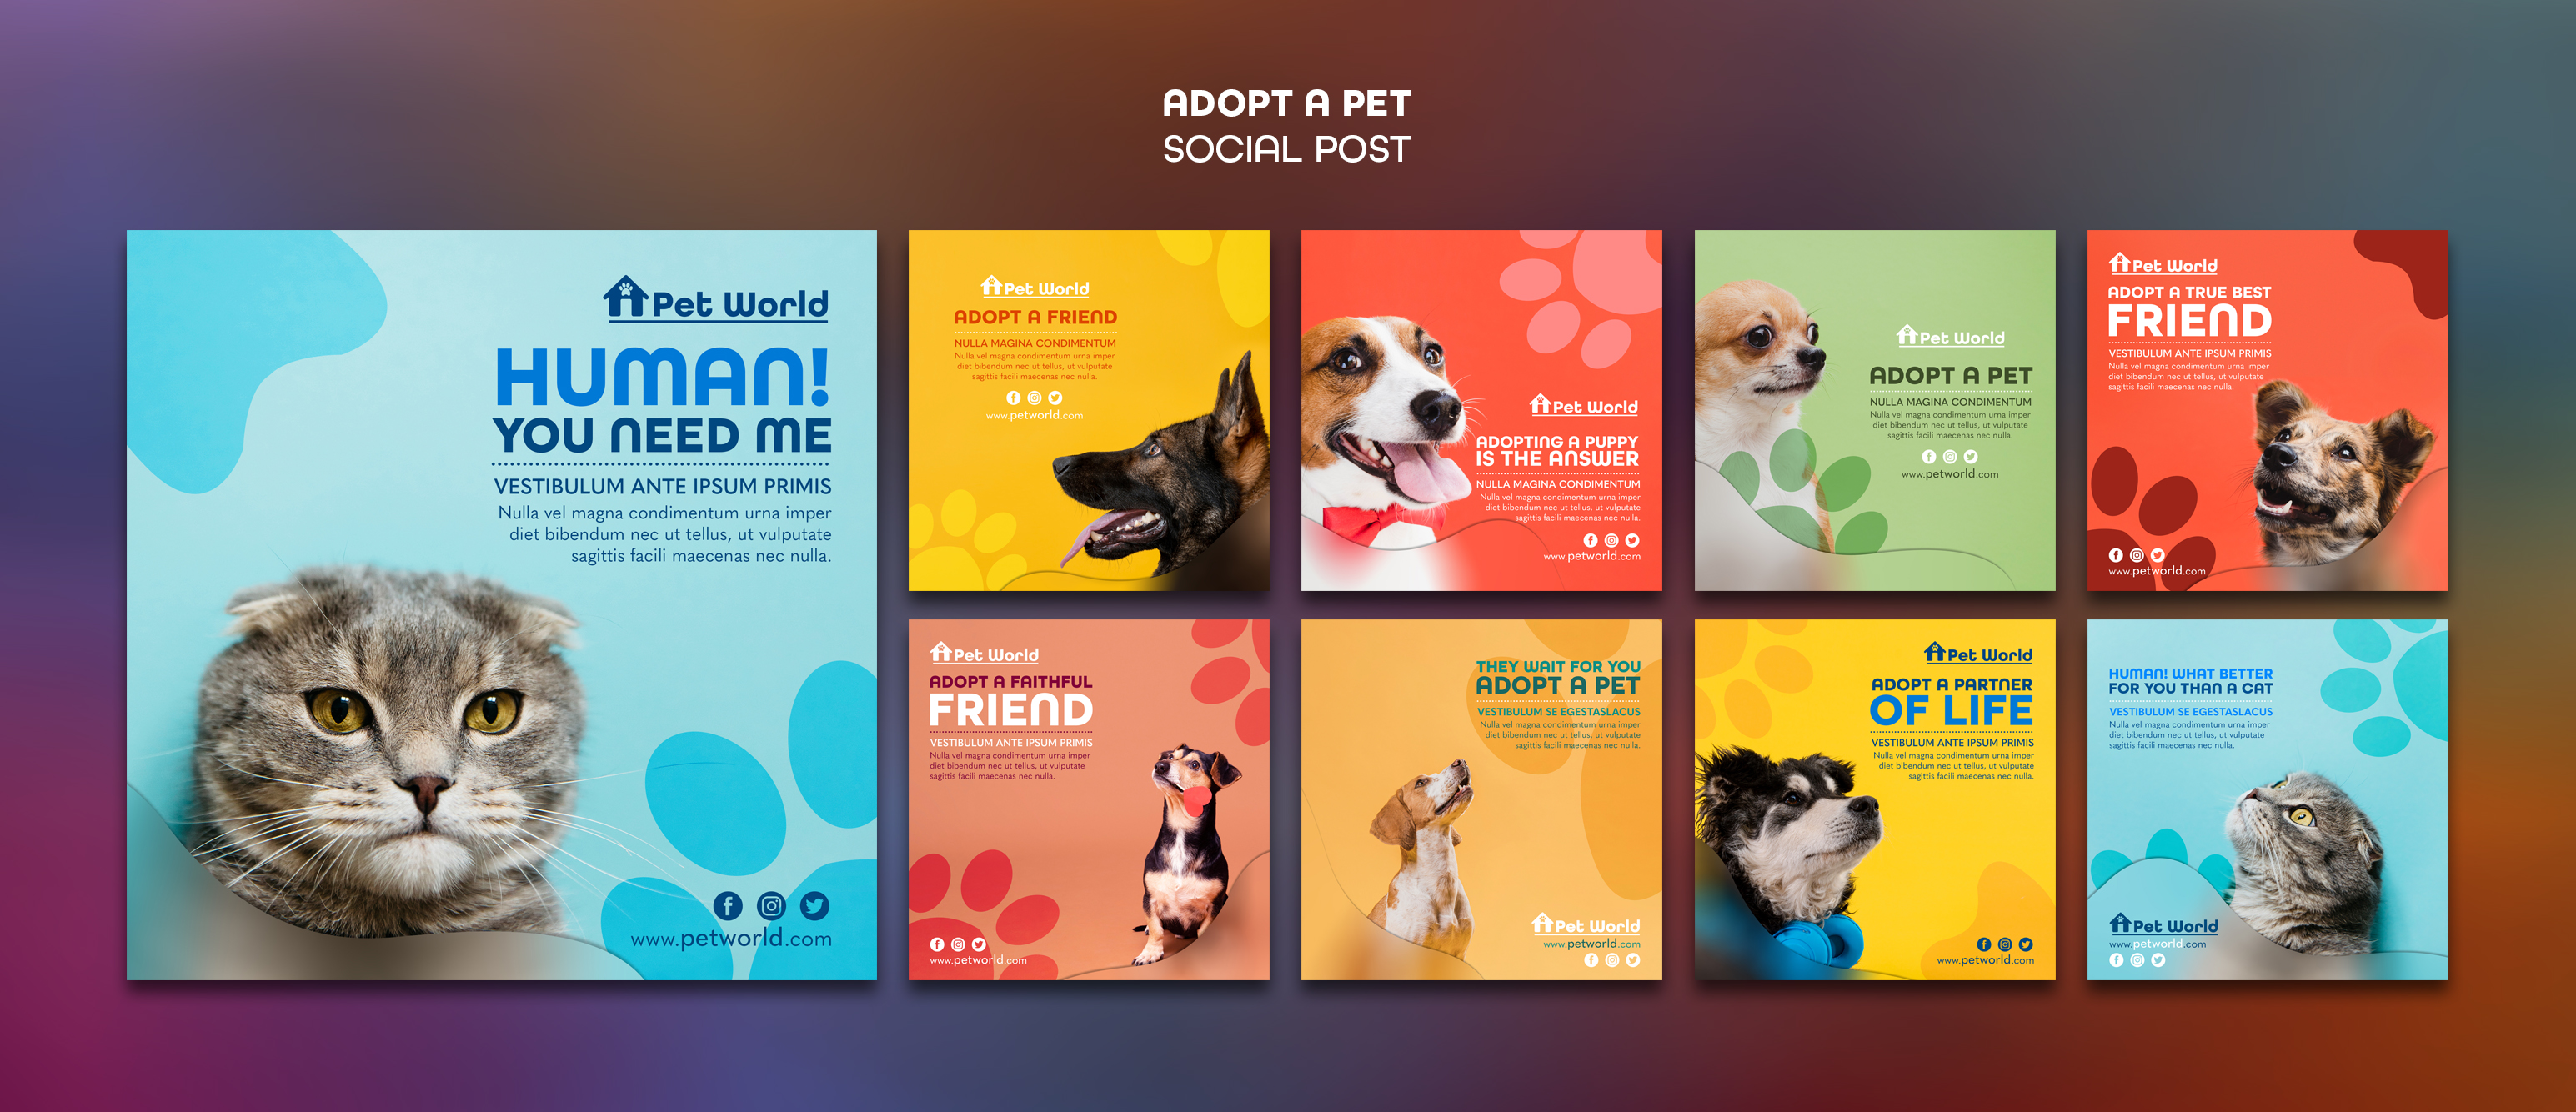 ADOPT A PET
SOCIAL POST
Pet World
HUMAN!
YOU NEED ME
VESTIBULUM ANTE IPSUM PRIMIS
Nulla vel magna condimentum urna imper
diet bibendum nec ut tellus, ut vulputate
sagittis facili maecenas nec nulla.
www.petworld.com
Pet World
ADOPT A FRIEND
NULLA MAGINA CONDIMENTUM
Nulla vel magna condimentum urna imper
diet bibendum nec ut tellus, ut vulputate
sagittis facili maecenas nec nulla.
www.petworld.com
Pet World
ADOPTING A PUPPY
IS THE ANSWER
NULLA MAGINA CONDIMENTUM
Nulla vel magna condimentum urna imper
diet bibendum nec ut tellus, ut vulputate
sagittis facili maecenas nec nulla.
www.petworld.com
Pet World
ADOPT A PET
NULLA MAGINA CONDIMENTUM
Nulla vel magna condimentum urna imper
diet bibendum nec ut tellus, ut vulputate
sagittis facili maecenas nec nulla.
www.petworld.com
Pet World
ADOPT A TRUE BEST
FRIEND
VESTIBULUM ANTE IPSUM PRIMIS
Nulla vel magna condimentum urna imper
diet bibendum nec ut tellus, ut vulputate
sagittis facili maecenas nec nulla.
www.petworld.com
Pet World
ADOPT A FAITHFUL
FRIEND
VESTIBULUM ANTE IPSUM PRIMIS
Nulla vel magna condimentum urna imper
diet bibendum nec ut tellus, ut vulputate
sagittis facili maecenas nec nulla.
www.petworld.com
THEY WAIT FOR YOU
ADOPT A PET
VESTIBULUM SE EGESTASLACUS
Nulla vel magna condimentum urna imper
diet bibendum nec ut tellus, ut vulputate
sagittis facili maecenas nec nulla.
Pet World
www.petworld.com
Pet World
ADOPT A PARTNER
OF LIFE
VESTIBULUM ANTE IPSUM PRIMIS
Nulla vel magna condimentum urna imper
diet bibendum nec ut tellus, ut vulputate
sagittis facili maecenas nec nulla.
www.petworld.com
HUMAN! WHAT BETTER
FOR YOU THAN A CAT
VESTIBULUM SE EGESTASLACUS
Nulla vel magna condimentum urna imper
diet bibendum nec ut tellus, ut vulputate
sagittis facili maecenas nec nulla.
Pet World
www.petworld.com